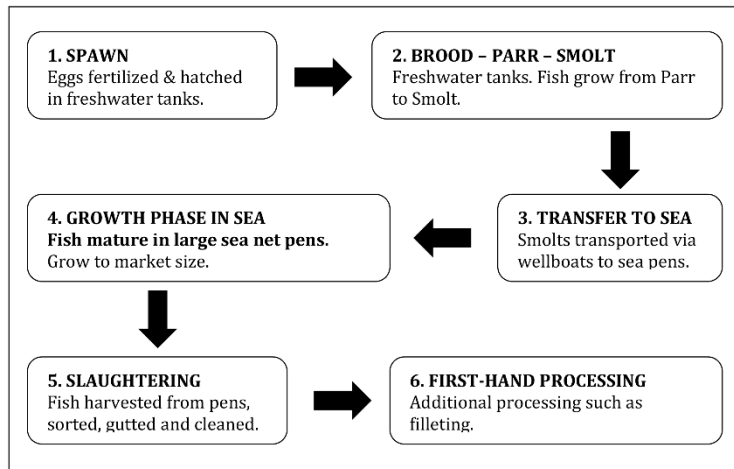 1. SPAWN
Eggs fertilized & hatched
in freshwater tanks.
2. BROOD – PARR – SMOLT
Freshwater tanks. Fish grow from Parr
to Smolt.
3. TRANSFER TO SEA
Smolts transported via
wellboats to sea pens.
4. GROWTH PHASE IN SEA
Fish mature in large sea net pens.
Grow to market size.
5. SLAUGHTERING
Fish harvested from pens,
sorted, gutted and cleaned.
6. FIRST-HAND PROCESSING
Additional processing such as
filleting.